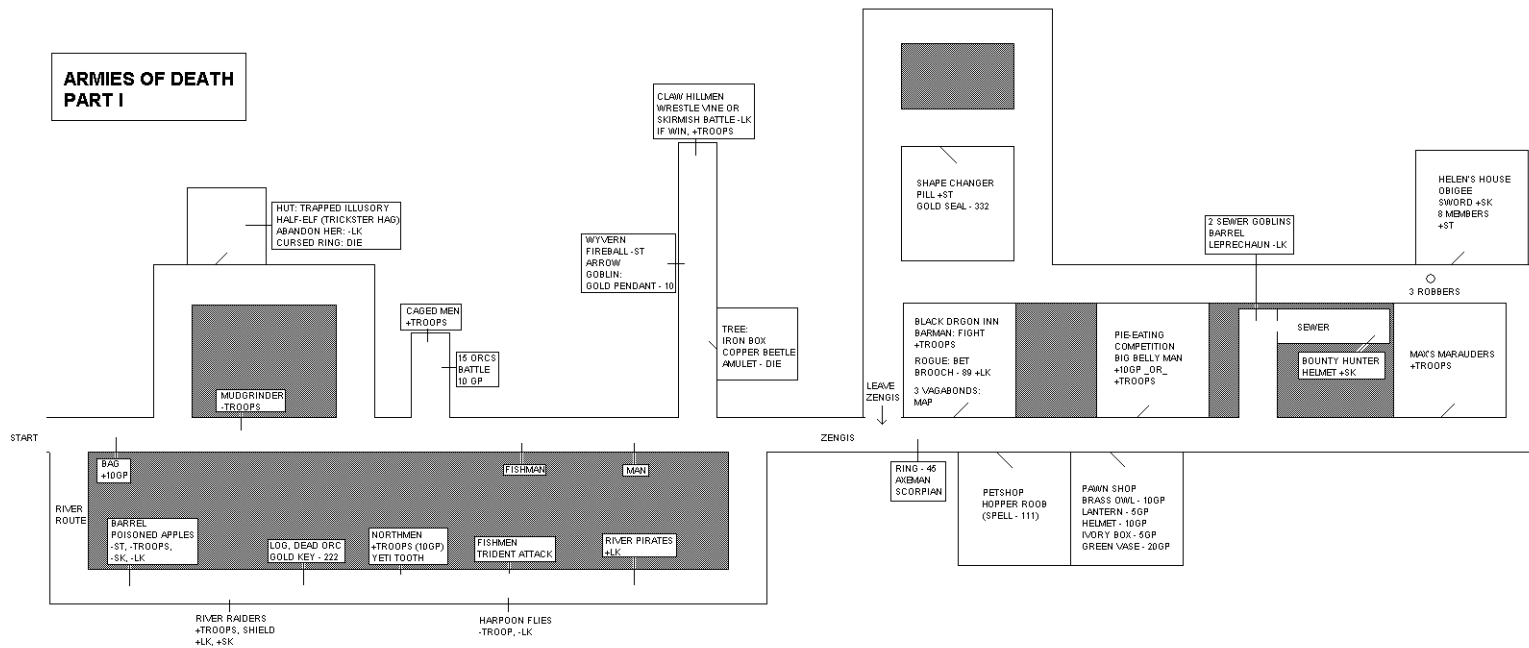 ARMIES OF DEATH
PART I
HUT: TRAPPED ILLUSORY
HALF-ELF (TRICKSTER HAG)
ABANDON HER: -LK
CURSED RING: DIE
CLAW HILLMEN
WRESTLE VINE OR
SKIRMISH BATTLE -LK
IF WIN, +TROOPS
WYVERN
FIREBALL -ST
ARROW
GOBLIN:
GOLD PENDANT - 10
CAGED MEN
+TROOPS
15 ORCS
BATTLE
10 GP
TREE:
IRON BOX
COPPER BEETLE
AMULET - DIE
MUDGRINDER
-TROOPS
START
BAG
+10GP
FISHMAN
MAN
RIVER
ROUTE
BARREL
POISONED APPLES
-ST, -TROOPS,
-SK, -LK
LOG, DEAD ORC
GOLD KEY - 222
NORTHMEN
+TROOPS (10GP)
YETI TOOTH
FISHMEN
TRIDENT ATTACK
RIVER PIRATES
+LK
RIVER RAIDERS
+TROOPS, SHIELD
+LK, +SK
HARPOON FLIES
-TROOP, -LK
SHAPE CHANGER
PILL +ST
GOLD SEAL - 332
2 SEWER GOBLINS
BARREL
LEPRECHAUN -LK
HELEN'S HOUSE
OBIGEE
SWORD +SK
8 MEMBERS
+ST
3 ROBBERS
LEAVE
ZENGIS
BLACK DRGON INN
BARMAN: FIGHT
+TROOPS
ROGUE: BET
BROOCH - 89 +LK
3 VAGABONDS:
MAP
PIE-EATING
COMPETITION
BIG BELLY MAN
+10GP _OR_
+TROOPS
SEWER
BOUNTY HUNTER
HELMET +SK
MAX'S MARAUDERS
+TROOPS
ZENGIS
RING - 45
AXEMAN
SCORPIAN
PETSHOP
HOPPER ROOB
(SPELL - 111)
PAWN SHOP
BRASS OWL - 10GP
LANTERN - 5GP
HELMET - 10GP
IVORY BOX - 5GP
GREEN VASE - 20GP